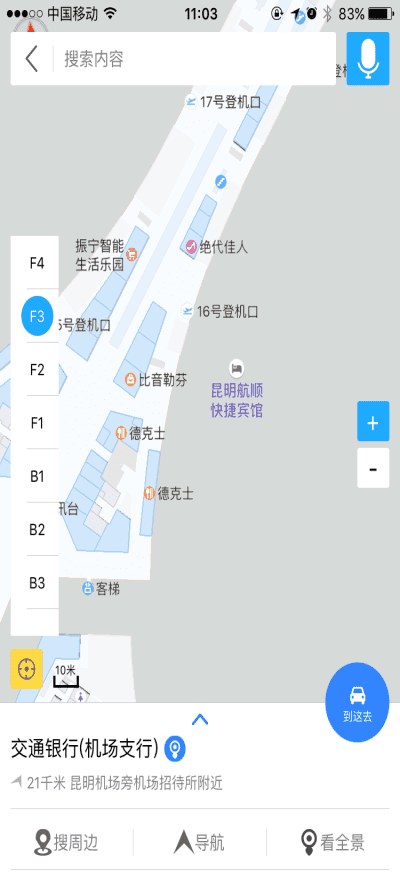 中国移动 11:03 83%
搜索内容
17号登机口
绝代佳人
振宁智能
生活乐园
F4
F3
5号登机口
16号登机口
F2
比音勒芬
昆明航顺
快捷宾馆
F1
+
德克士
B1
-
德克士
讯台
B2
B3
客梯
10米
到这去
交通银行(机场支行)
21千米 昆明机场旁机场招待所附近
搜周边
导航
看全景